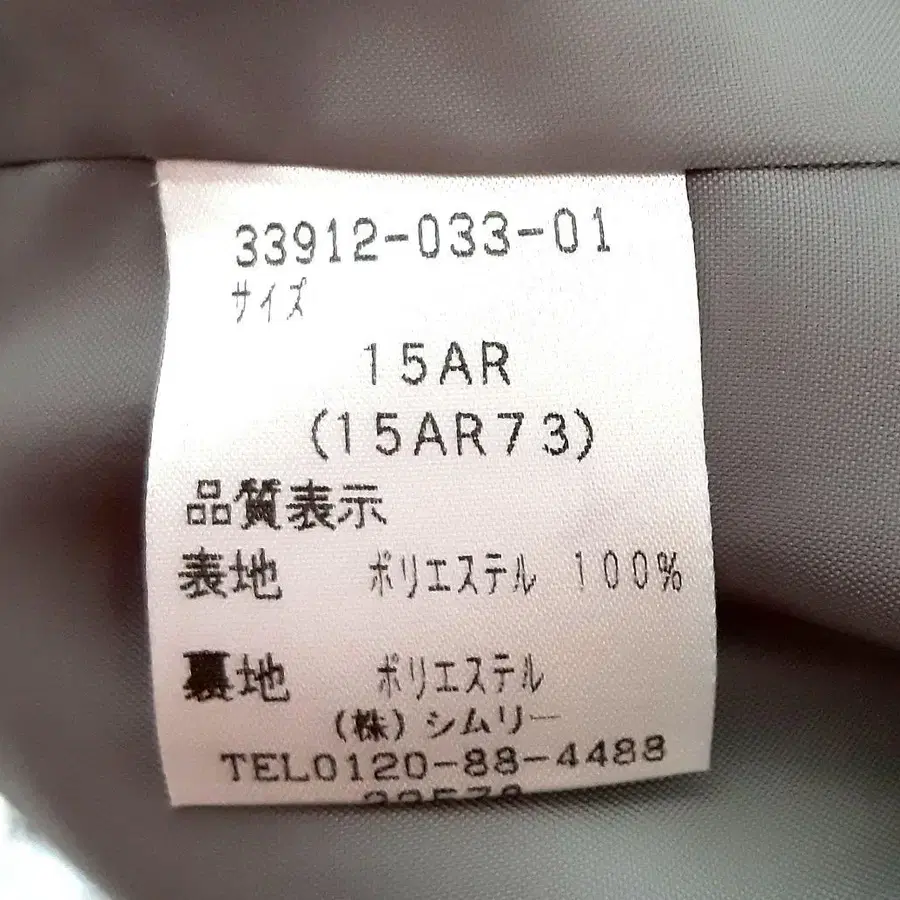 33912-033-01
サイズ
15AR
(15AR73)
品質表示
表地 ポリエステル 100%
裏地 ポリエステル
(株)シムリー
TEL0120-88-4488